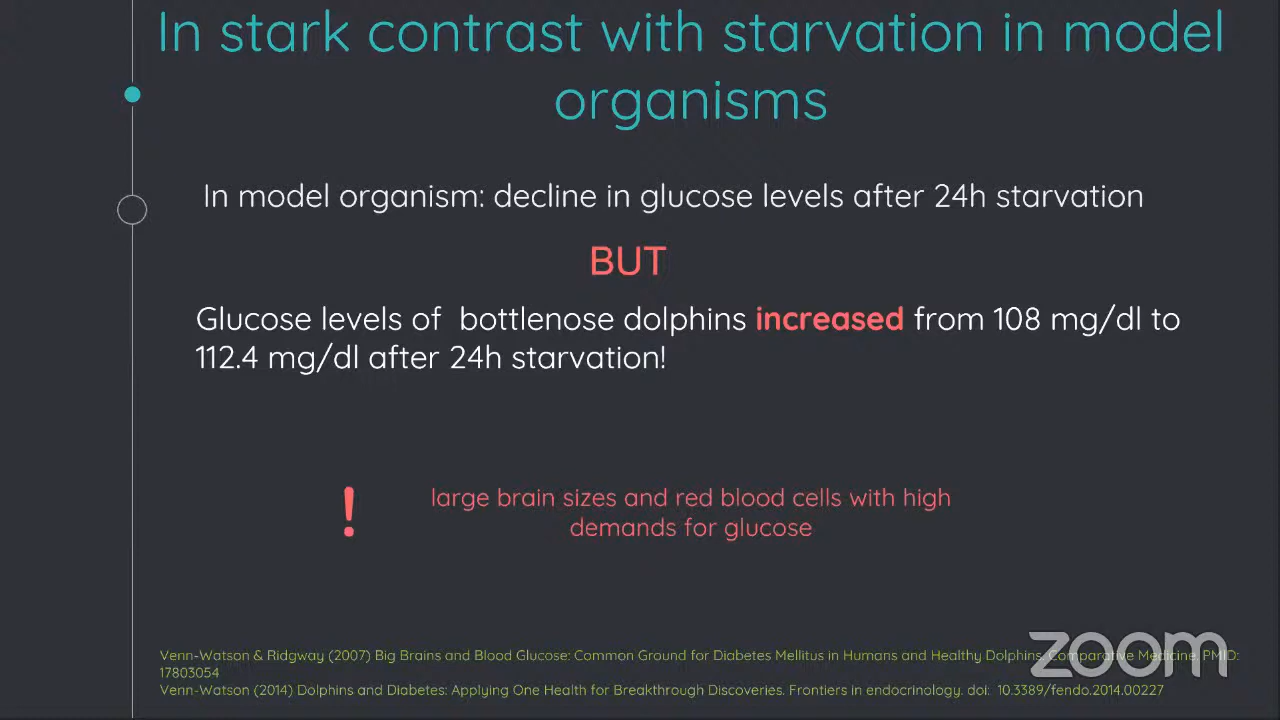 In stark contrast with starvation in model
organisms
In model organism: decline in glucose levels after 24h starvation
BUT
Glucose levels of bottlenose dolphins increased from 108 mg/dl to
112.4 mg/dl after 24h starvation!
!
large brain sizes and red blood cells with high
demands for glucose
Venn-Watson & Ridgway (2007) Big Brains and Blood Glucose: Common Ground for Diabetes Mellitus in Humans and Healthy Dolphins. Comparative Medicine. PMID:
17803054
Venn-Watson (2014) Dolphins and Diabetes: Applying One Health for Breakthrough Discoveries. Frontiers in endocrinology. doi: 10.3389/fendo.2014.00227
zoom